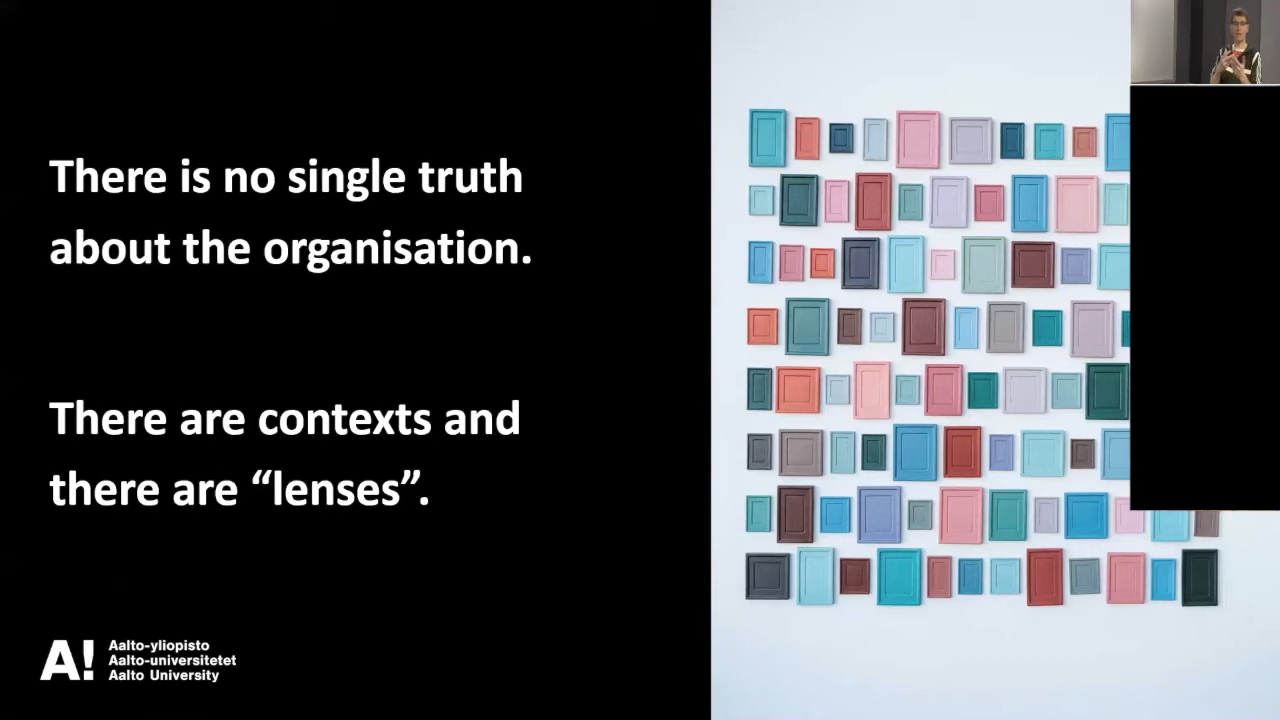 There is no single truth
about the organisation.
There are contexts and
there are “lenses”.
A!
Aalto-yliopisto
Aalto-universitetet
Aalto University